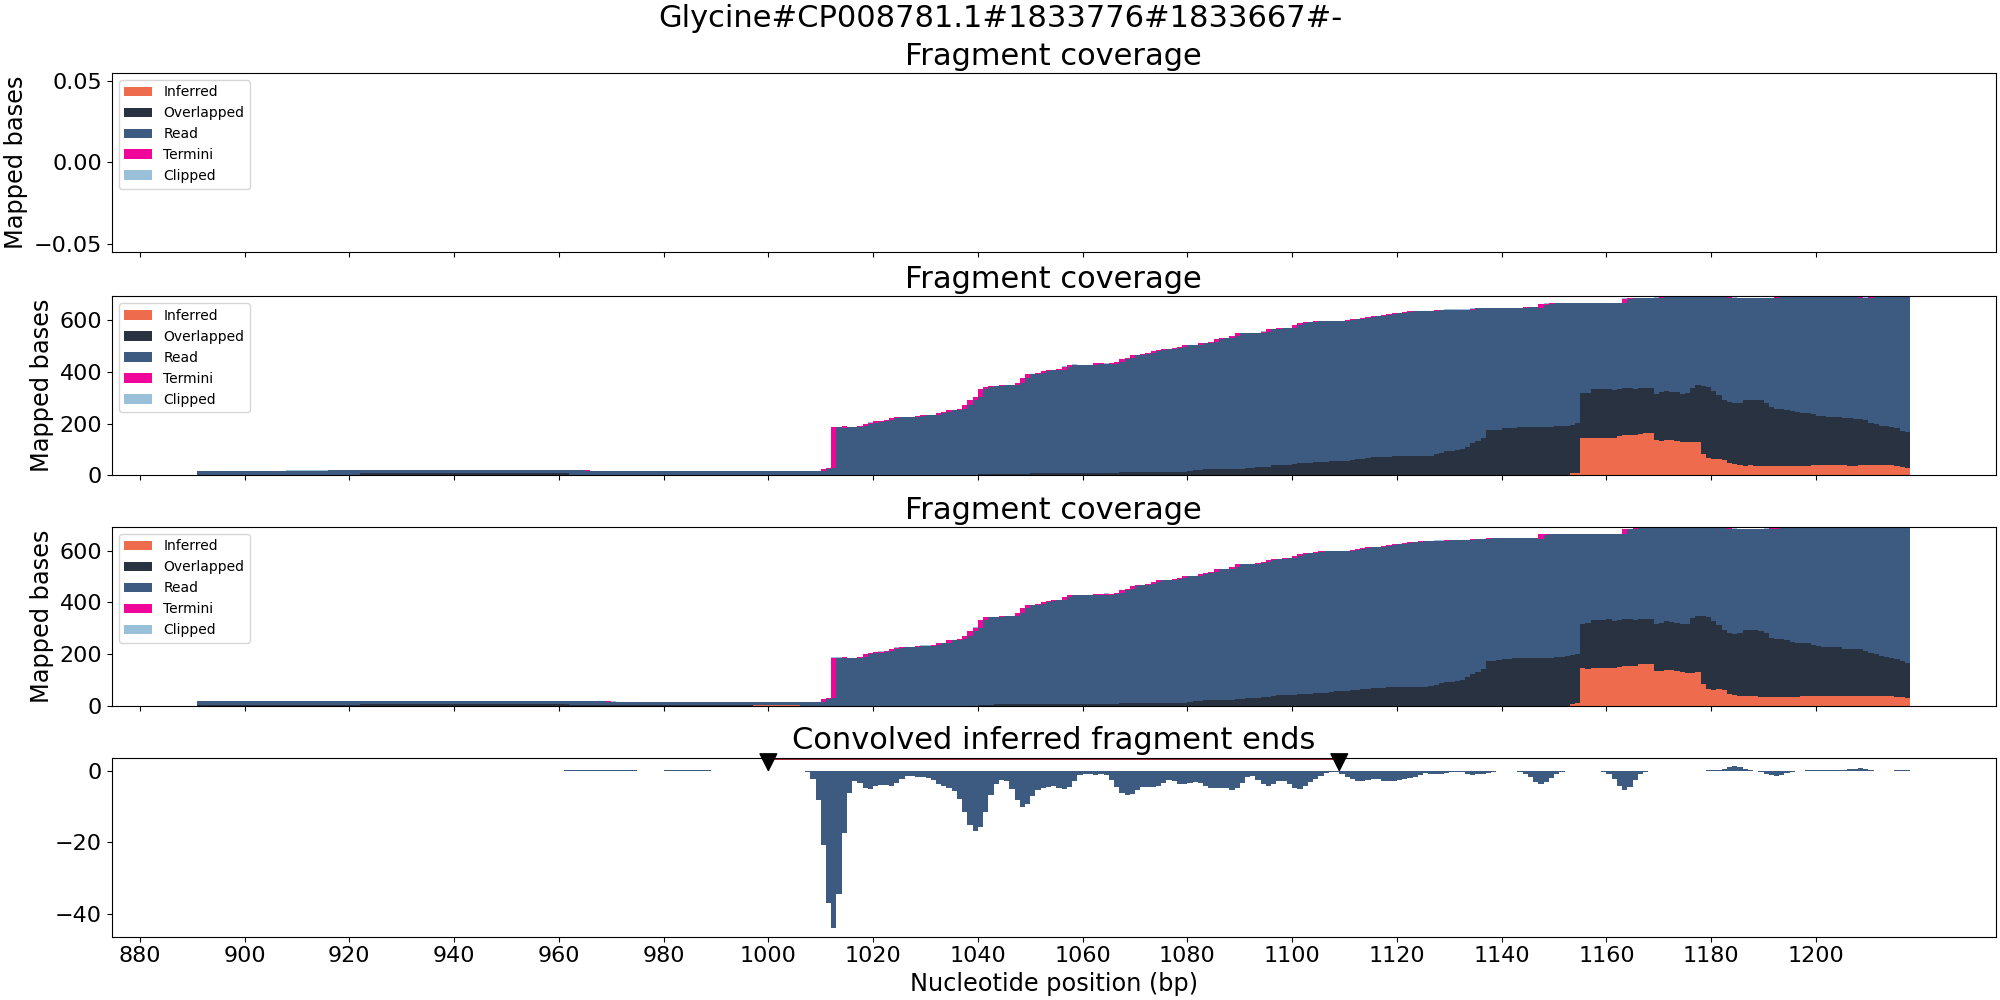 Glycine#CP008781.1#1833776#1833667#-
Fragment coverage
Mapped bases
0.05
0.00
−0.05
Inferred
Overlapped
Read
Termini
Clipped
Fragment coverage
Mapped bases
600
400
200
0
Inferred
Overlapped
Read
Termini
Clipped
Fragment coverage
Mapped bases
600
400
200
0
Inferred
Overlapped
Read
Termini
Clipped
Convolved inferred fragment ends
0
−20
−40
880 900 920 940 960 980 1000 1020 1040 1060 1080 1100 1120 1140 1160 1180 1200
Nucleotide position (bp)